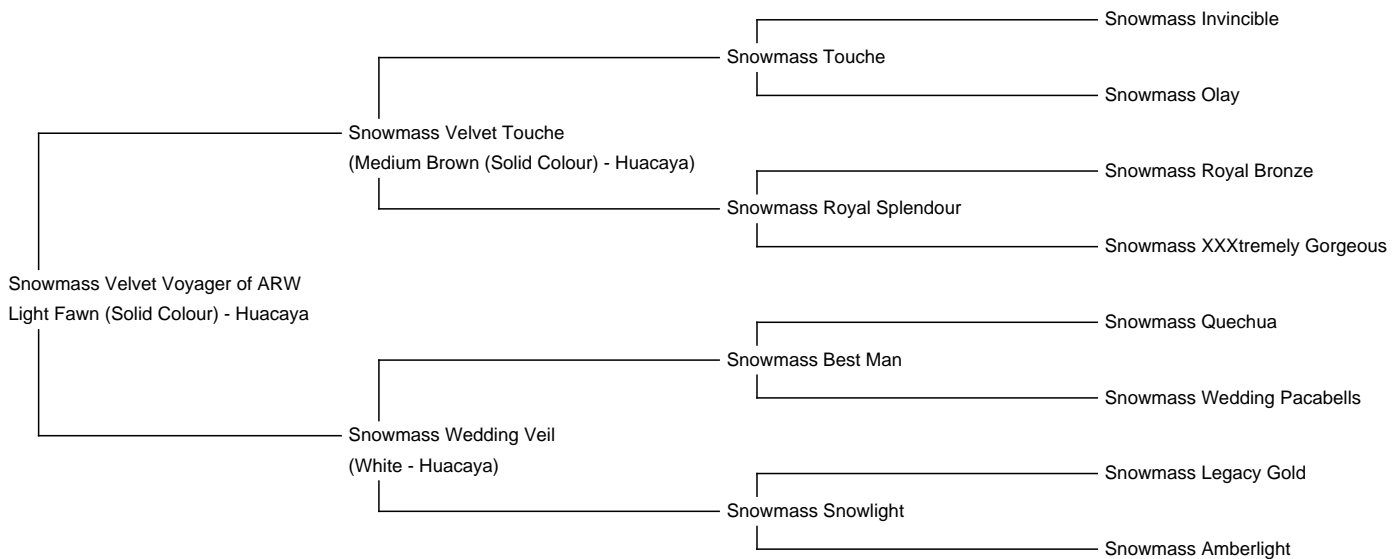 Snowmass Invincible
Snowmass Touche
Snowmass Olay
Snowmass Velvet Touche
(Medium Brown (Solid Colour) - Huacaya)
Snowmass Royal Bronze
Snowmass Royal Splendour
Snowmass XXXtremely Gorgeous
Snowmass Velvet Voyager of ARW
Light Fawn (Solid Colour) - Huacaya
Snowmass Quechua
Snowmass Best Man
Snowmass Wedding Pacabells
Snowmass Wedding Veil
(White - Huacaya)
Snowmass Legacy Gold
Snowmass Snowlight
Snowmass Amberlight